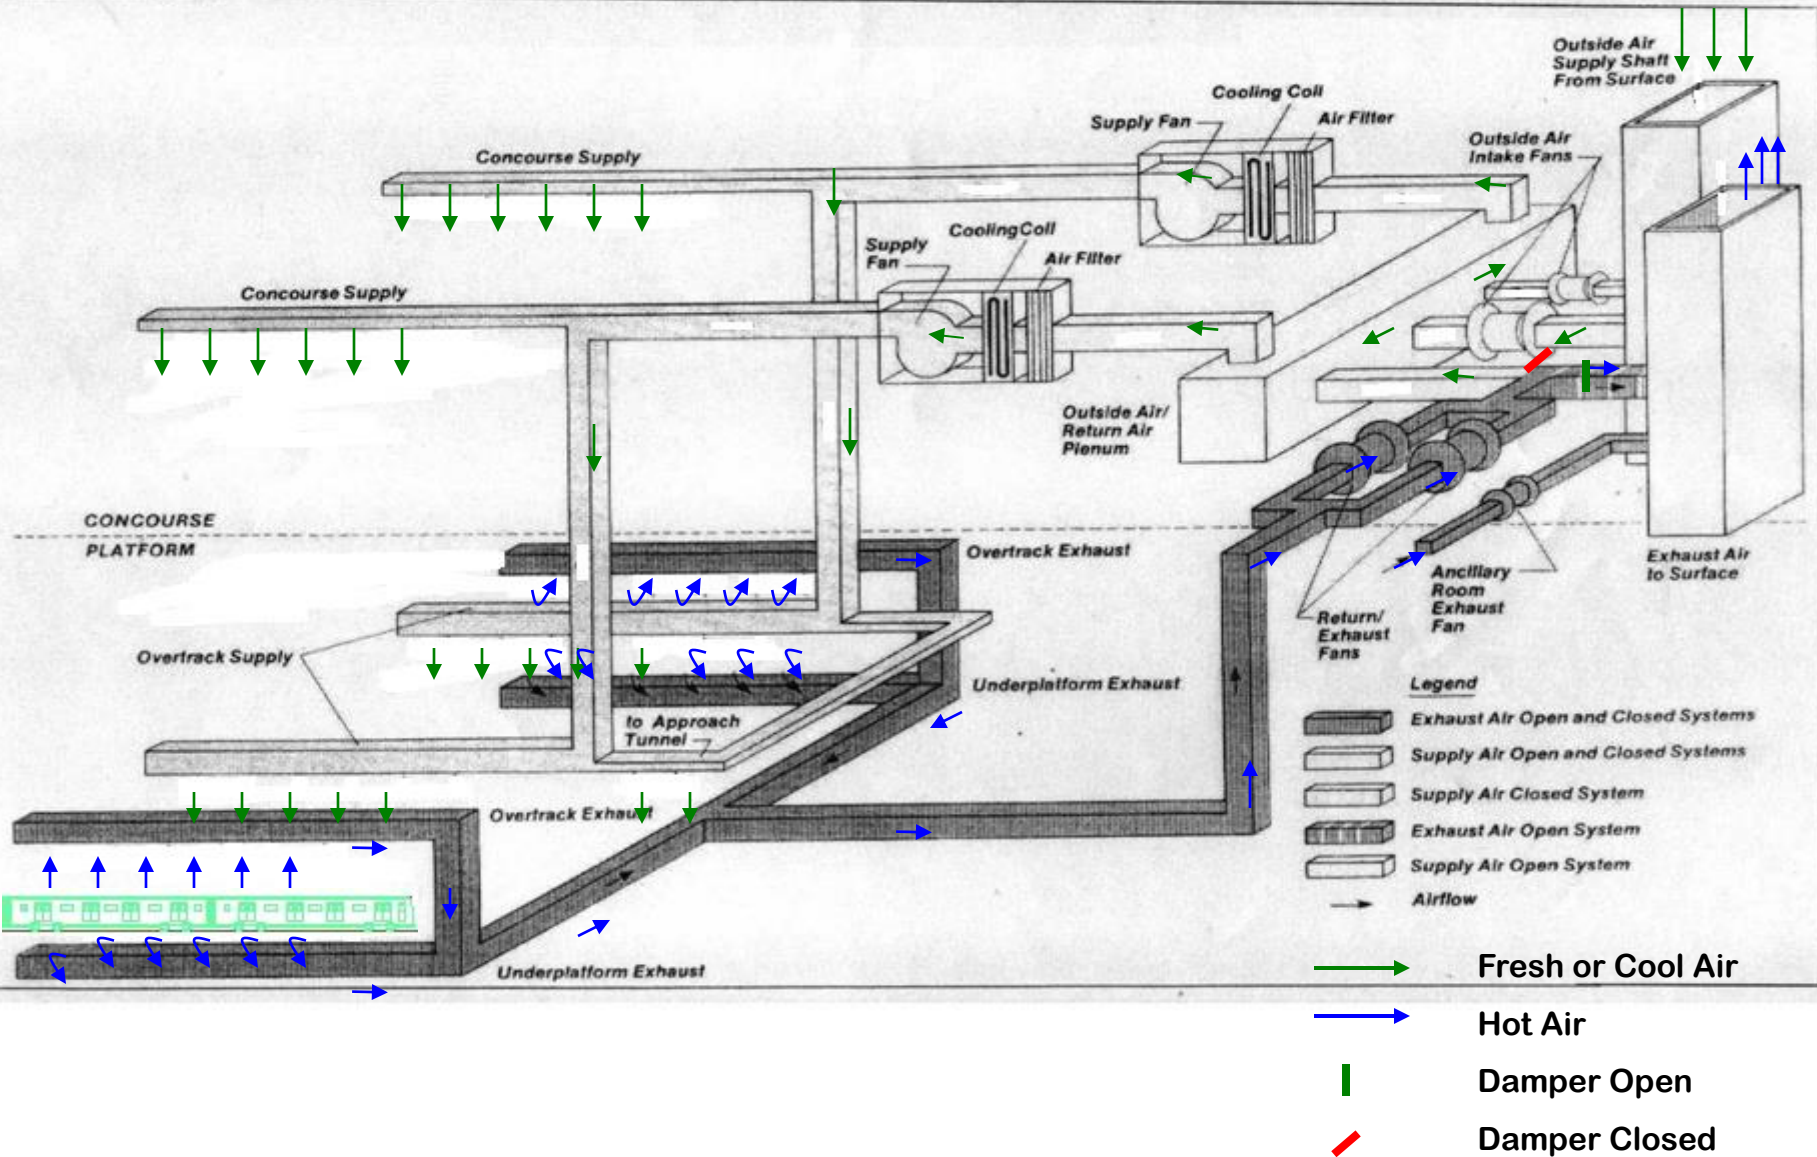 Outside Air
Supply Shaft
From Surface
Cooling Coil
Supply Fan
Air Filter
Outside Air
Intake Fans
Concourse Supply
Cooling Coil
Supply
Fan
Air Filter
Concourse Supply
Outside Air/
Return Air
Plenum
CONCOURSE
PLATFORM
Overtrack Exhaust
Exhaust Air
to Surface
Ancillary
Room
Exhaust
Fan
Return/
Exhaust
Fans
Overtrack Supply
Underplatform Exhaust
to Approach
Tunnel
Legend
Exhaust Air Open and Closed Systems
Supply Air Open and Closed Systems
Supply Air Closed System
Exhaust Air Open System
Supply Air Open System
Airflow
Overtrack Exhaust
Underplatform Exhaust
Fresh or Cool Air
Hot Air
Damper Open
Damper Closed